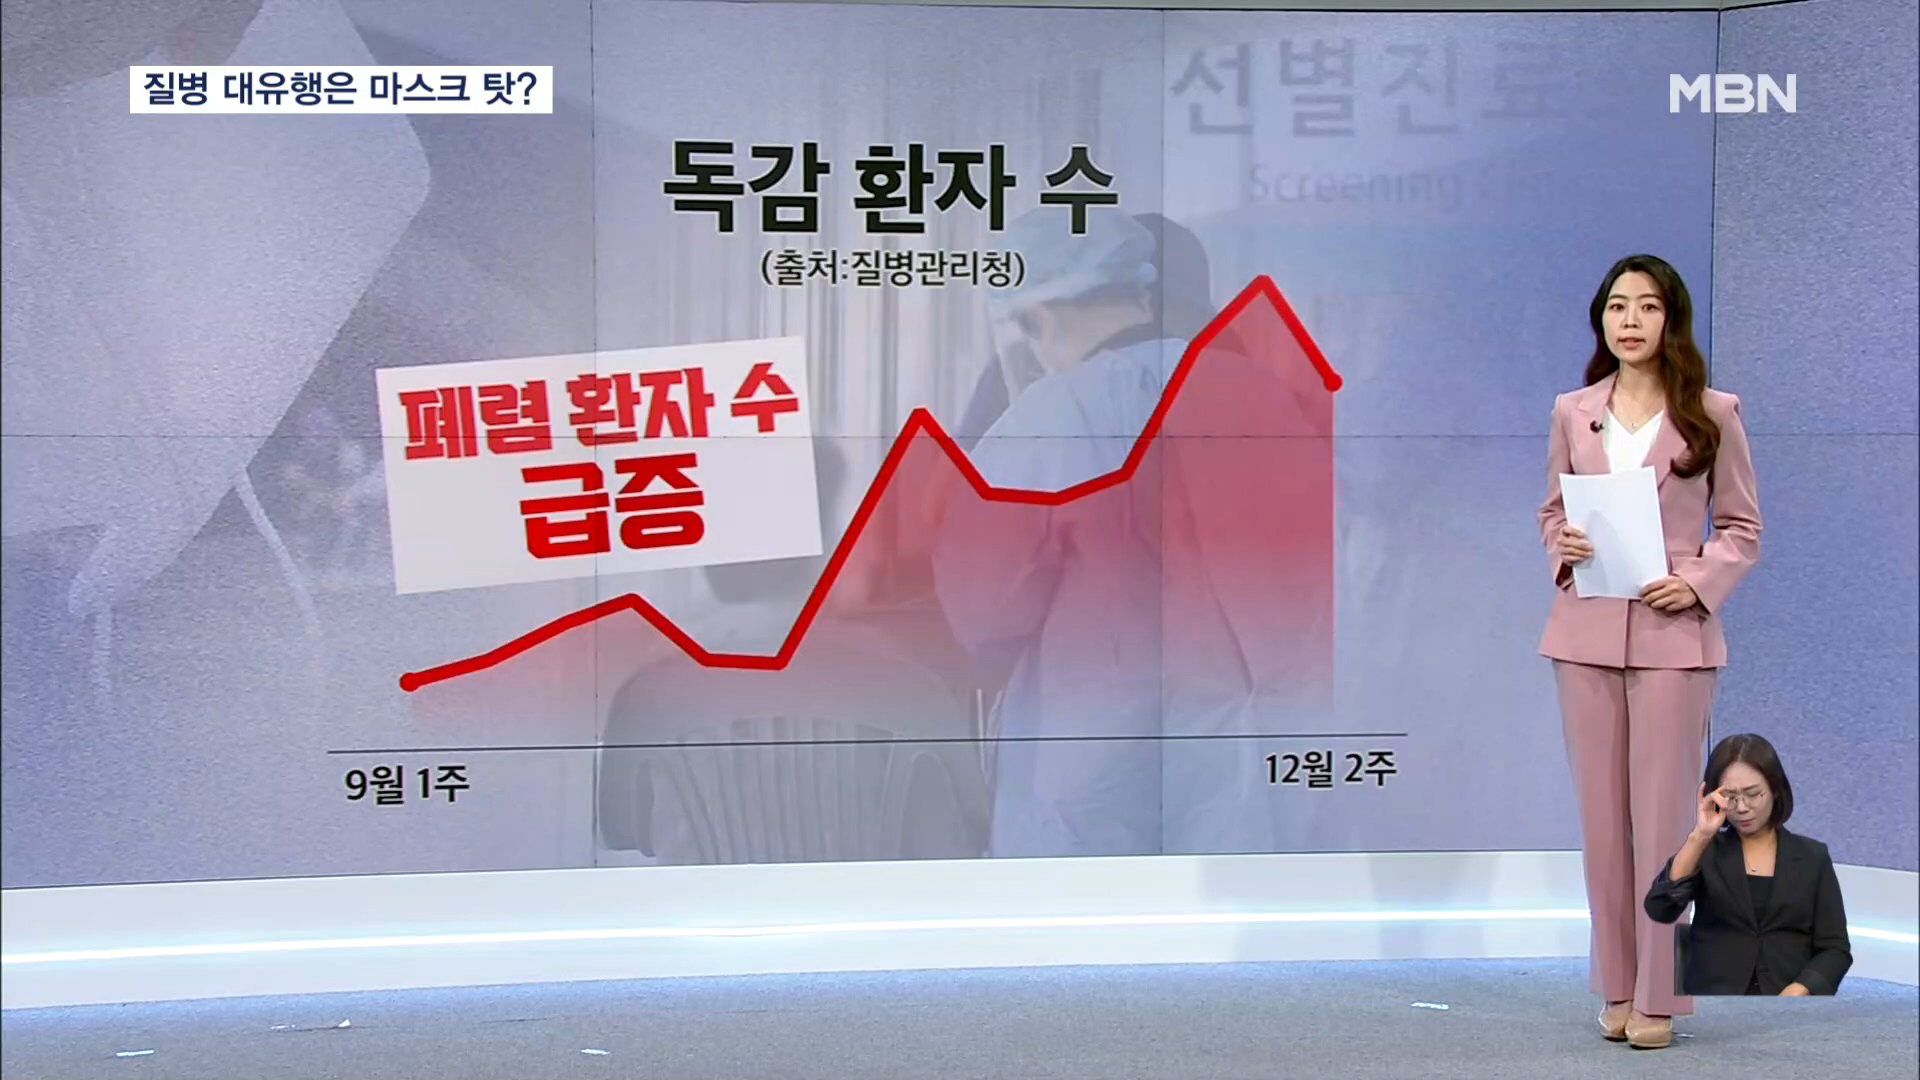 질병 대유행은 마스크 탓?
MBN
선별진료
Screening
독감 환자 수
(출처:질병관리청)
폐렴 환자 수
급증
9월 1주
12월 2주